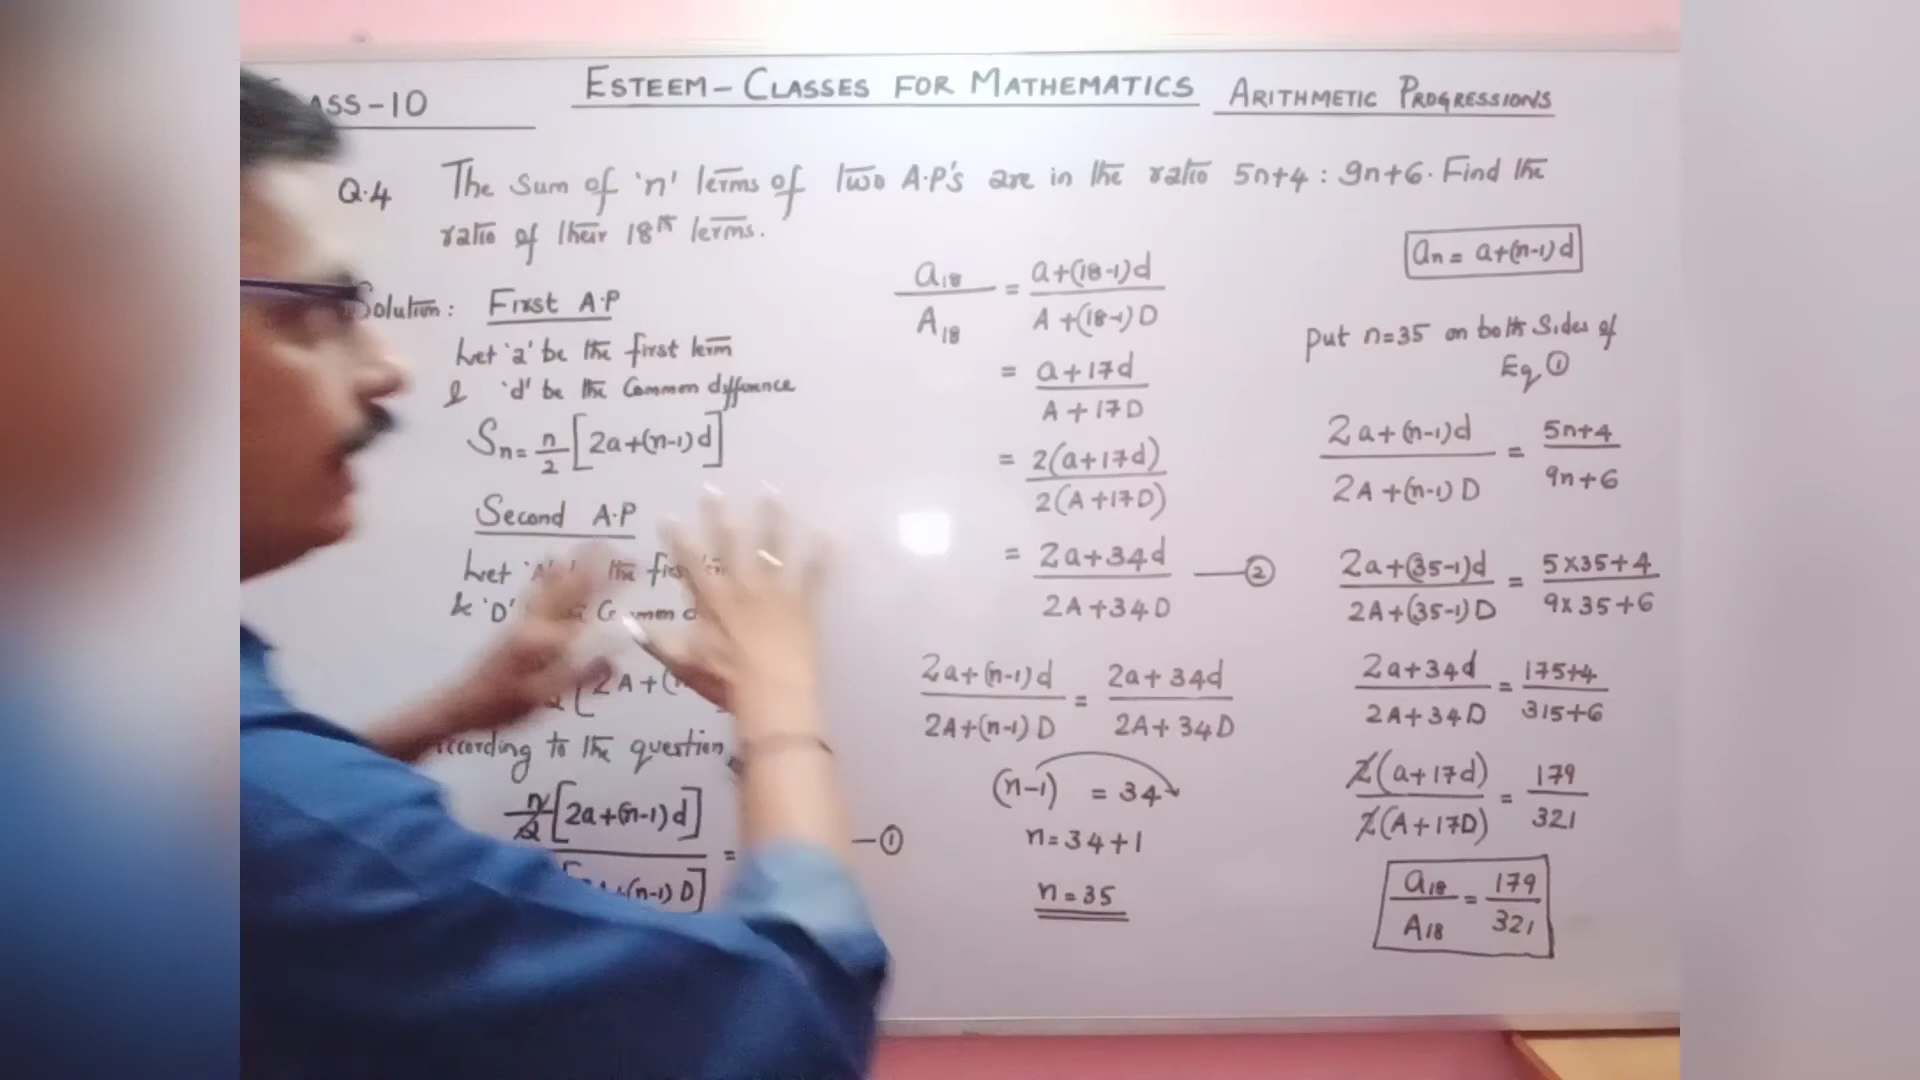 ASS-10
ESTEEM-CLASSES FOR MATHEMATICS
ARITHMETIC PROGRESSIONS
Q.4 The Sum of 'n' terms of two A.P's are in the ratio 5n+4 : 9n+6. Find the
ratio of their 18th terms.
Solution: First A.P
Let 'a' be the first term
& 'd' be the Common difference
Sn = n/2 [2a+(n-1)d]
Second A.P
Let the
& 'D'
[2A+(
ccording to the question
n/2 [2a+(n-1)d]
=
+(n-1)D]
—①
a18/A18 = a+(18-1)d / A+(18-1)D
= a+17d / A+17D
= 2(a+17d) / 2(A+17D)
= 2a+34d / 2A+34D —②
2a+(n-1)d / 2A+(n-1)D = 2a+34d / 2A+34D
(n-1) = 34
n=34+1
n=35
an = a+(n-1)d
Put n=35 on both Sides of
Eq ①
2a+(n-1)d / 2A+(n-1)D = 5n+4 / 9n+6
2a+(35-1)d / 2A+(35-1)D = 5x35+4 / 9x35+6
2a+34d / 2A+34D = 175+4 / 315+6
2(a+17d) / 2(A+17D) = 179 / 321
a18/A18 = 179/321